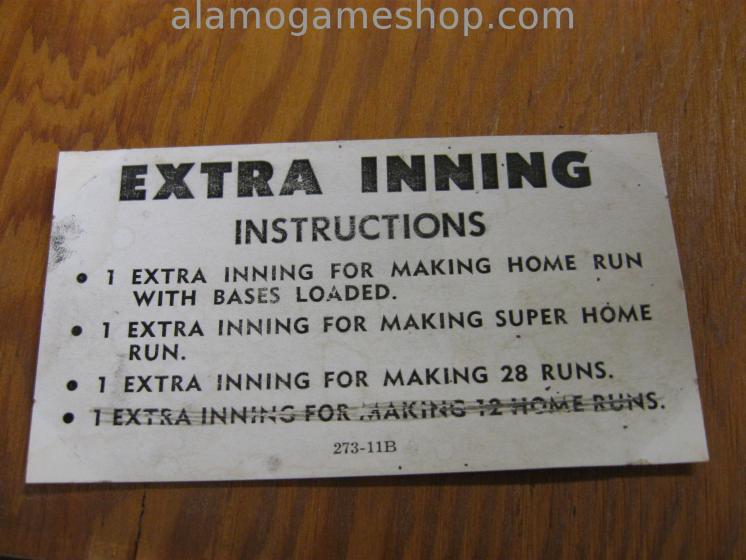 alamogameshop.com
EXTRA INNING
INSTRUCTIONS
• 1 EXTRA INNING FOR MAKING HOME RUN
WITH BASES LOADED.
• 1 EXTRA INNING FOR MAKING SUPER HOME
RUN.
• 1 EXTRA INNING FOR MAKING 28 RUNS.
• 1 EXTRA INNING FOR MAKING 12 HOME RUNS.
273-11B